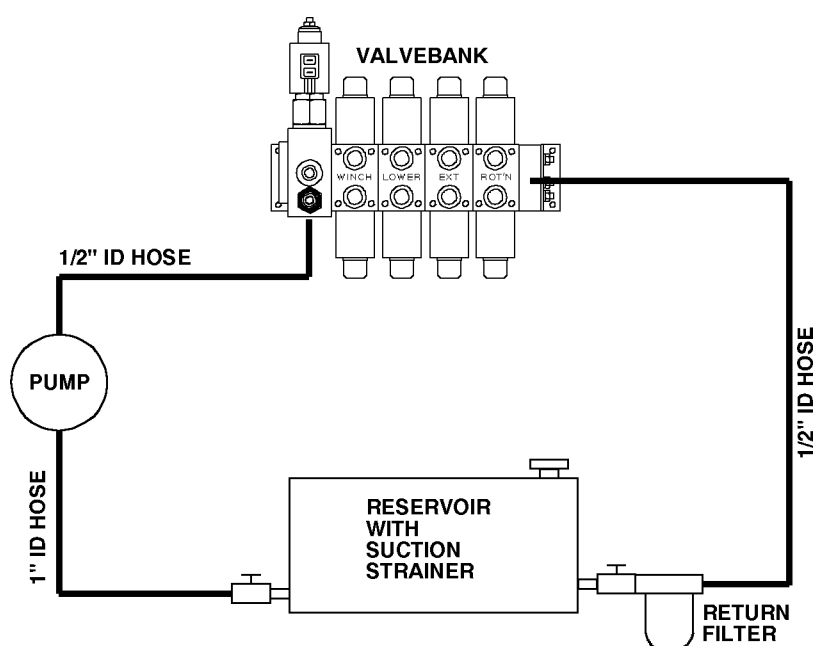 VALVEBANK
WINCH
LOWER
EXT
ROT'N
1/2" ID HOSE
PUMP
1/2" ID HOSE
1" ID HOSE
RESERVOIR
WITH
SUCTION
STRAINER
RETURN
FILTER